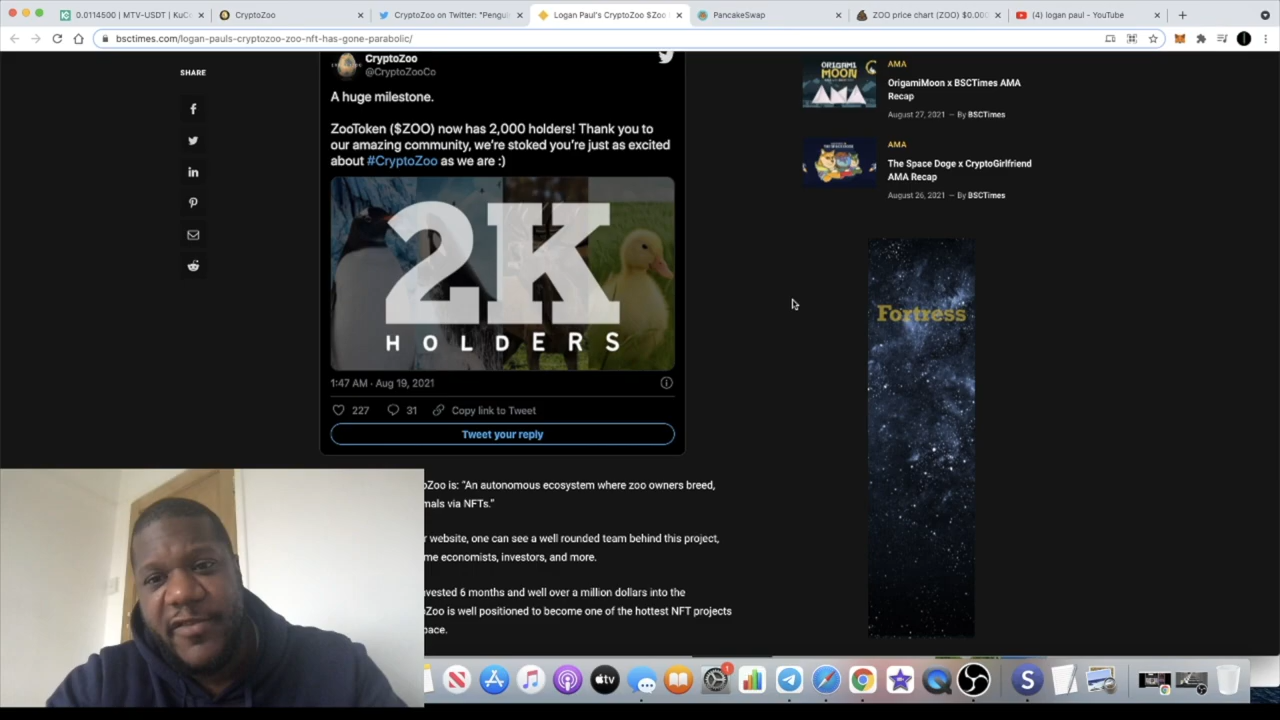 0.0114500 | MTV-USDT | KuC
CryptoZoo
CryptoZoo on Twitter: "Pengu
Logan Paul's CryptoZoo $Zoo
PancakeSwap
ZOO price chart (ZOO) $0.00
(4) logan paul - YouTube
bsctimes.com/logan-pauls-cryptozoo-zoo-nft-has-gone-parabolic/
SHARE
CryptoZoo
@CryptoZooCo
A huge milestone.
ZooToken ($ZOO) now has 2,000 holders! Thank you to
our amazing community, we're stoked you're just as excited
about #CryptoZoo as we are :)
2K
HOLDERS
1:47 AM · Aug 19, 2021
227
31
Copy link to Tweet
Tweet your reply
oZoo is: "An autonomous ecosystem where zoo owners breed,
mals via NFTs."
r website, one can see a well rounded team behind this project,
me economists, investors, and more.
nvested 6 months and well over a million dollars into the
oZoo is well positioned to become one of the hottest NFT projects
pace.
ORIGAMI
MOON
AMA
AMA
OrigamiMoon x BSCTimes AMA
Recap
August 27, 2021 — By BSCTimes
AMA
The Space Doge x CryptoGirlfriend
AMA Recap
August 26, 2021 — By BSCTimes
Fortress
tv
1
S